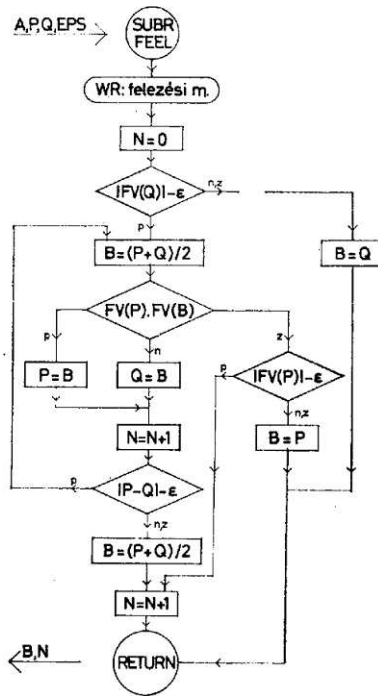 A,P,Q,EPS
SUBR
FEEL
WR: felezési m.
N=0
|FV(Q)|-ε
n,z
p
B=(P+Q)/2
B=Q
FV(P).FV(B)
p
n
z
P=B
Q=B
p
|FV(P)|-ε
n,z
N=N+1
B=P
p
|P-Q|-ε
n,z
B=(P+Q)/2
N=N+1
B,N
RETURN